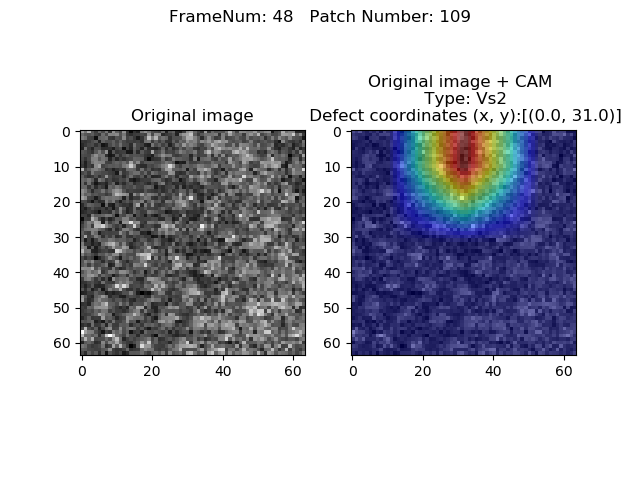 FrameNum: 48   Patch Number: 109
Original image
Original image + CAM
Type: Vs2
Defect coordinates (x, y):[(0.0, 31.0)]
0
10
20
30
40
50
60
0 20 40 60
0
10
20
30
40
50
60
0 20 40 60